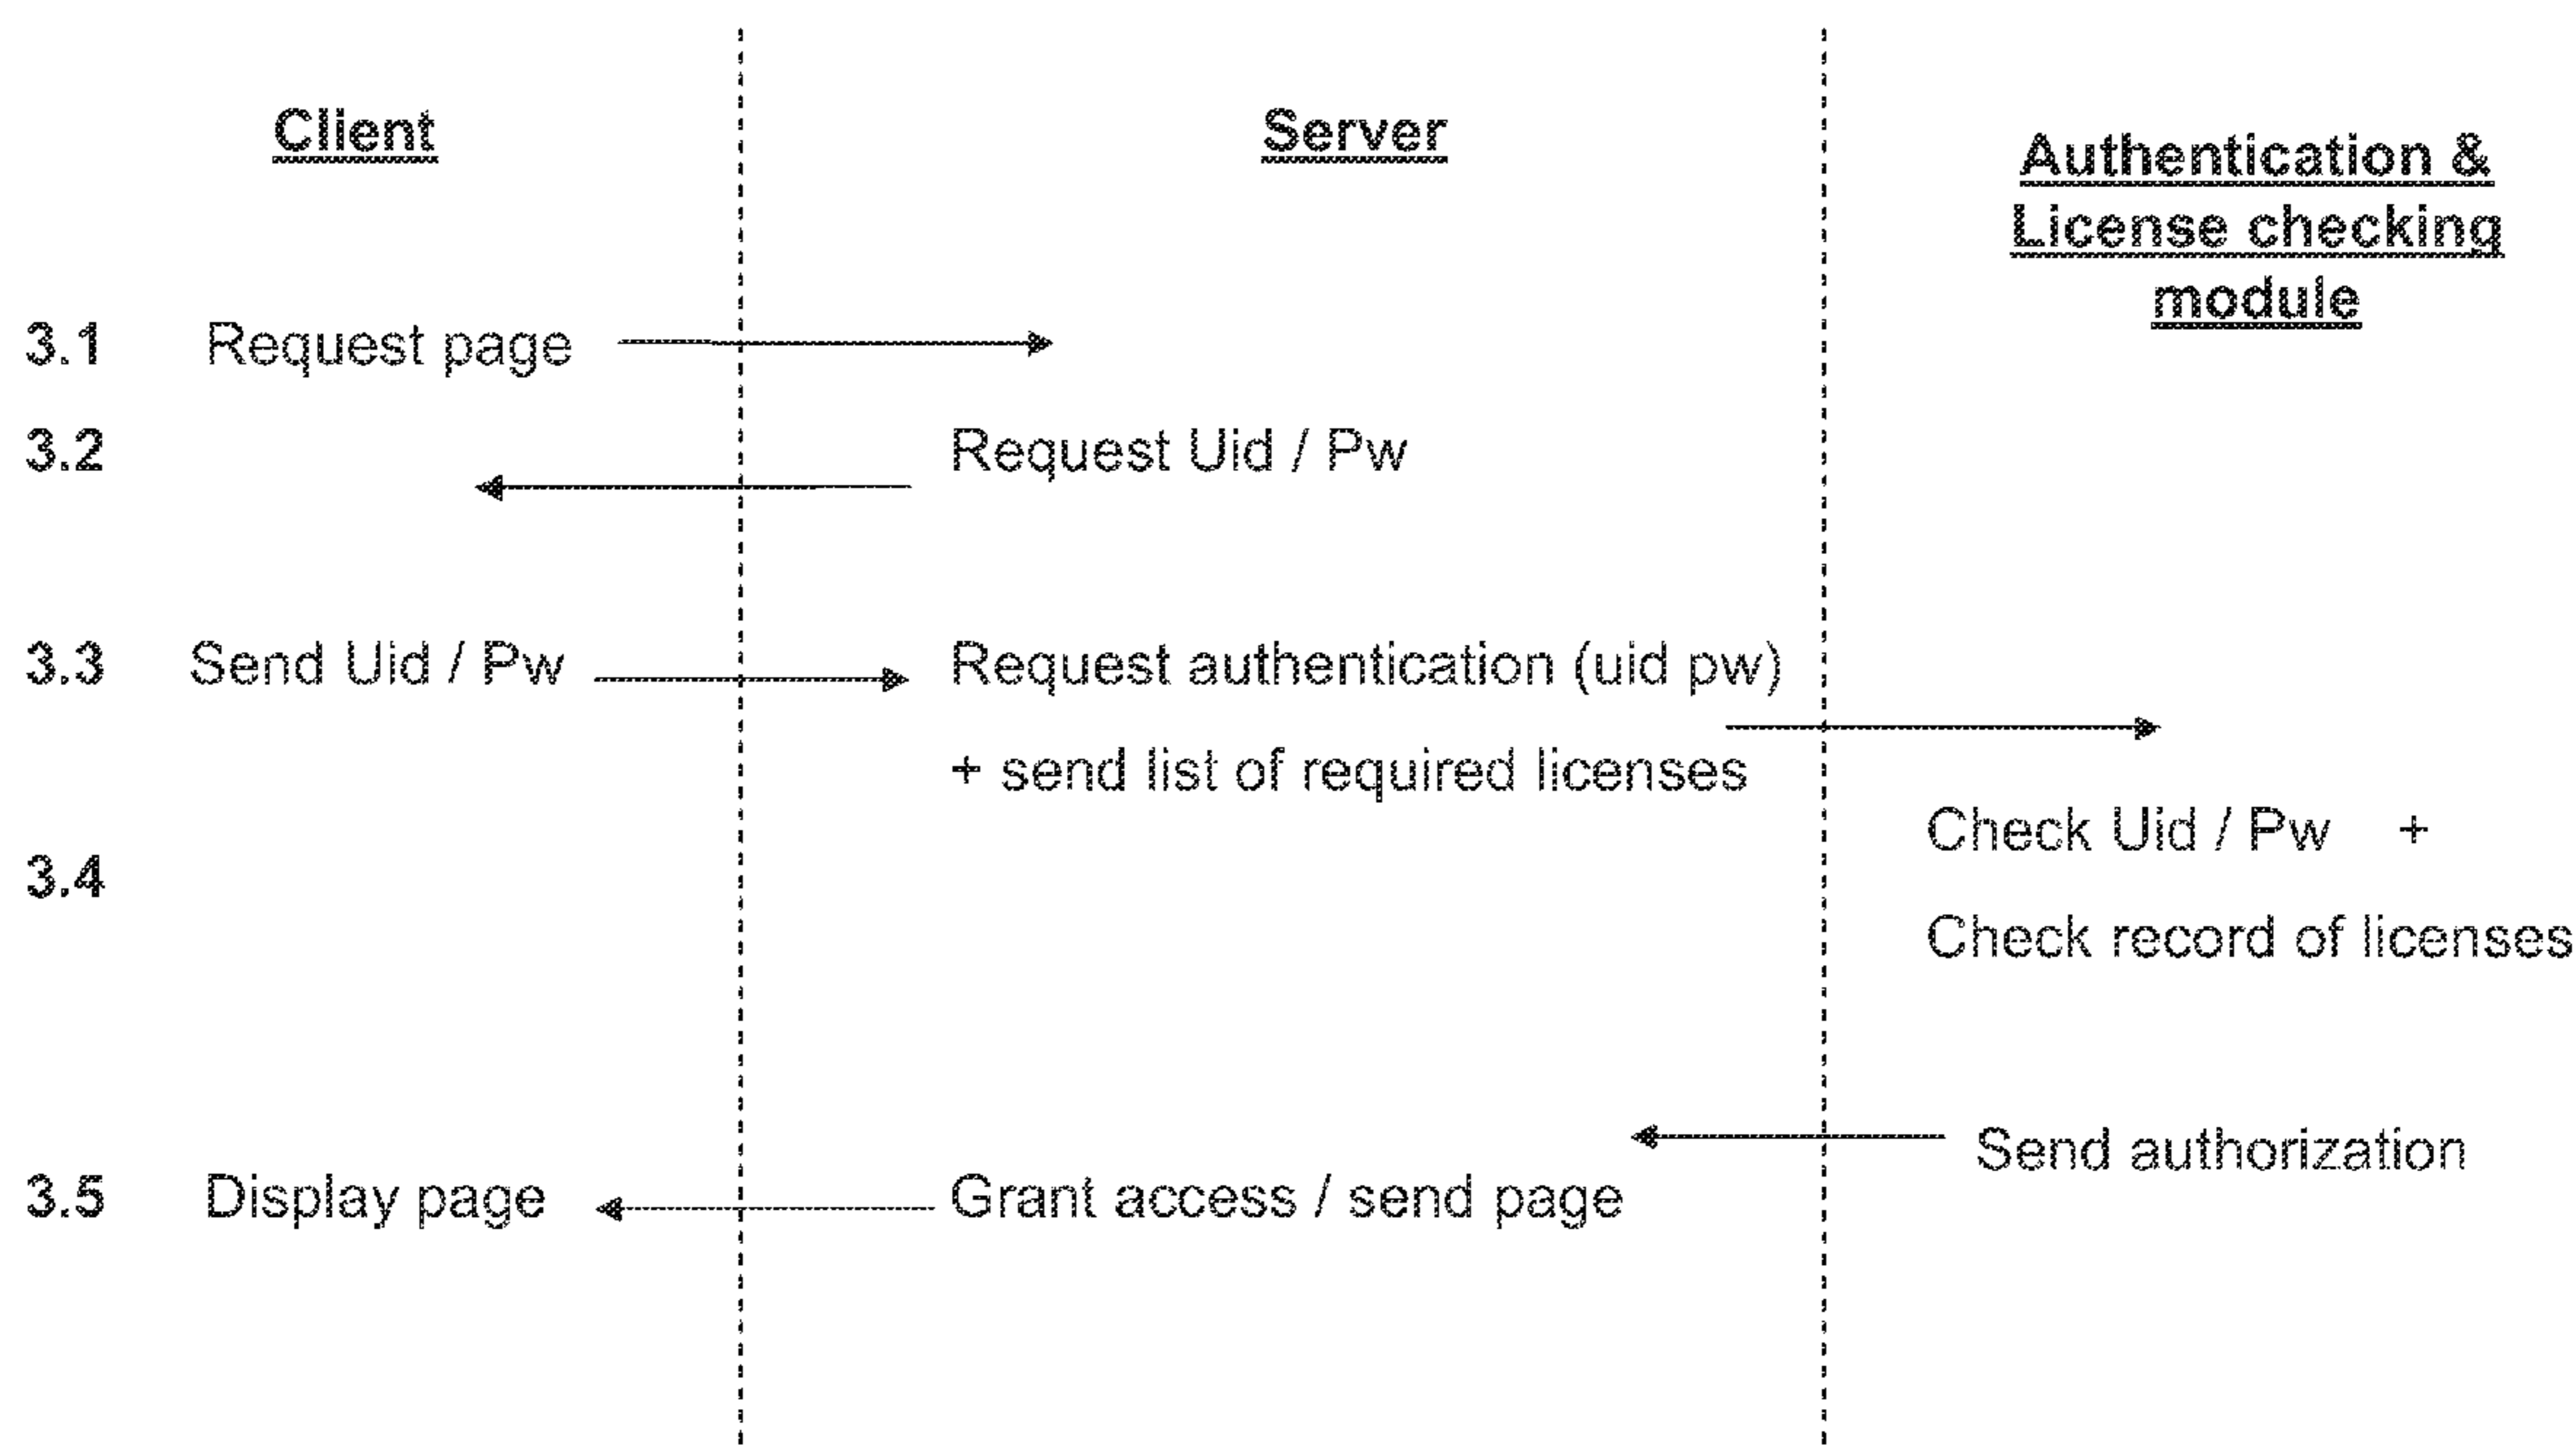 Client
Server
Authentication &
License checking
module
3.1 Request page
3.2 Request Uid / Pw
3.3 Send Uid / Pw Request authentication (uid pw)
+ send list of required licenses
Check Uid / Pw +
3.4
Check record of licenses
Send authorization
3.5 Display page Grant access / send page